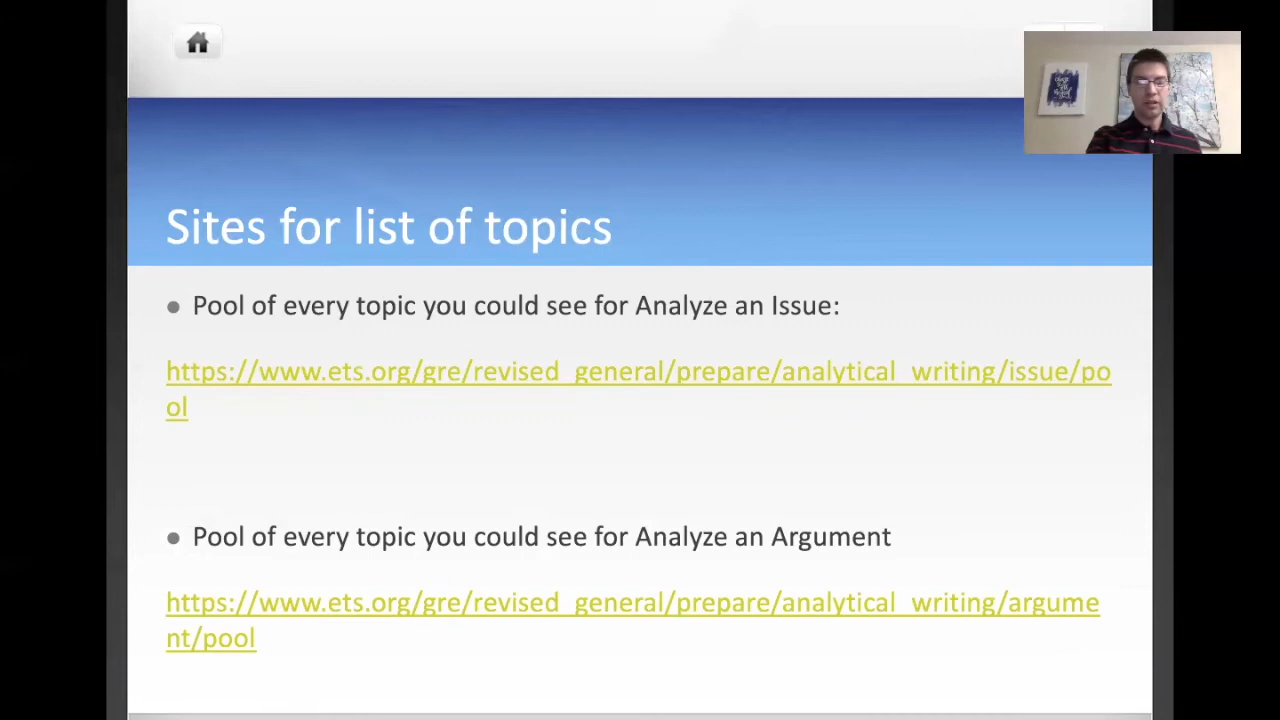 Sites for list of topics
Pool of every topic you could see for Analyze an Issue:
https://www.ets.org/gre/revised_general/prepare/analytical_writing/issue/po
ol
Pool of every topic you could see for Analyze an Argument
https://www.ets.org/gre/revised_general/prepare/analytical_writing/argume
nt/pool